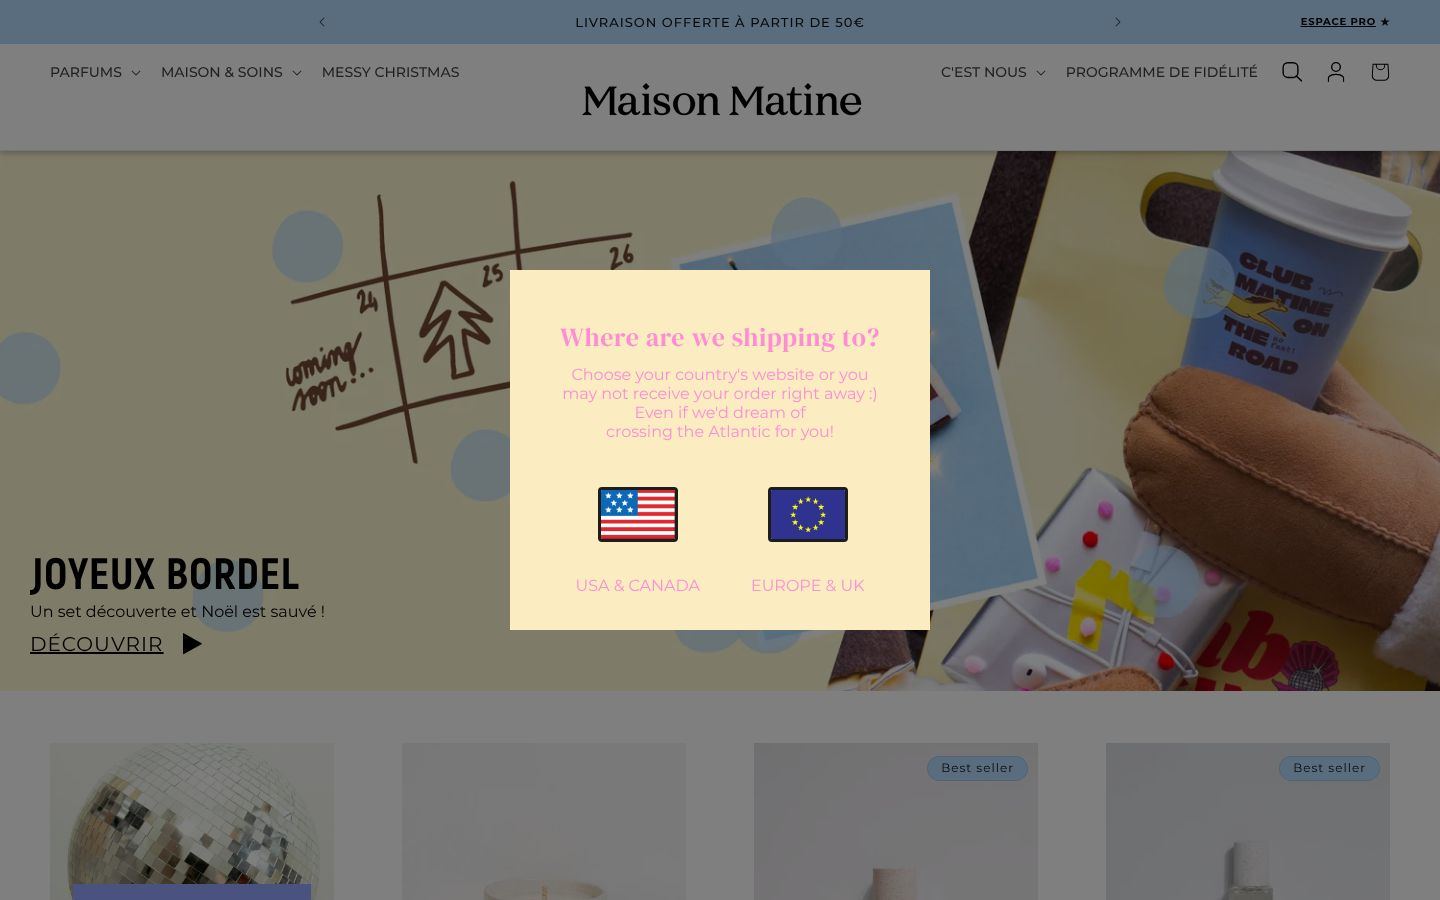 LIVRAISON OFFERTE À PARTIR DE 50€
ESPACE PRO ★
PARFUMS
MAISON & SOINS
MESSY CHRISTMAS
Maison Matine
C'EST NOUS
PROGRAMME DE FIDÉLITÉ
24
25
26
coming
soon!...
CLUB
MATINE
ON
THE
ROAD
Where are we shipping to?
Choose your country's website or you
may not receive your order right away :)
Even if we'd dream of
crossing the Atlantic for you!
USA & CANADA
EUROPE & UK
JOYEUX BORDEL
Un set découverte et Noël est sauvé !
DÉCOUVRIR
Best seller
Best seller